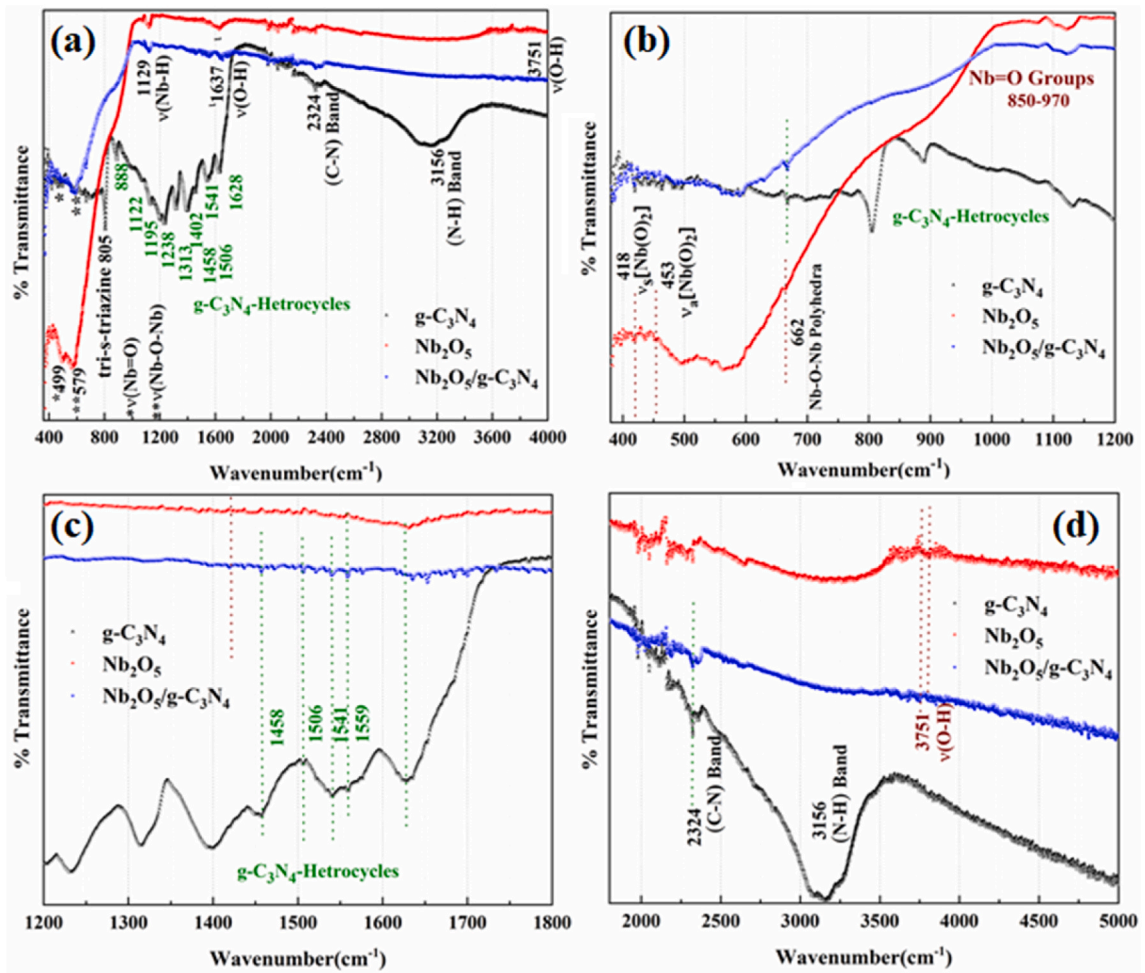 (a)
% Transmittance
1129
ν(Nb-H)
1637
ν(O-H)
2324
(C-N) Band
3156
(N-H) Band
3751
ν(O-H)
*
**
888
1122
1195
1238
1313
1402
1458
1541
1506
1628
g-C3N4-Hetrocycles
*499
**579
tri-s-triazine 805
*ν(Nb=O)
**ν(Nb-O-Nb)
g-C3N4
Nb2O5
Nb2O5/g-C3N4
400 800 1200 1600 2000 2400 2800 3200 3600 4000
Wavenumber(cm-1)
(b)
% Transmittance
Nb=O Groups
850-970
g-C3N4-Hetrocycles
418
νs[Nb(O)2]
453
νa[Nb(O)2]
662
Nb-O-Nb Polyhedra
g-C3N4
Nb2O5
Nb2O5/g-C3N4
400 500 600 700 800 900 1000 1100 1200
Wavenumber(cm-1)
(c)
% Transmittance
g-C3N4
Nb2O5
Nb2O5/g-C3N4
1458
1506
1541
1559
g-C3N4-Hetrocycles
1200 1300 1400 1500 1600 1700 1800
Wavenumber(cm-1)
(d)
% Transmittance
g-C3N4
Nb2O5
Nb2O5/g-C3N4
2324
(C-N) Band
3156
(N-H) Band
3751
ν(O-H)
2000 2500 3000 3500 4000 4500 5000
Wavenumber(cm-1)